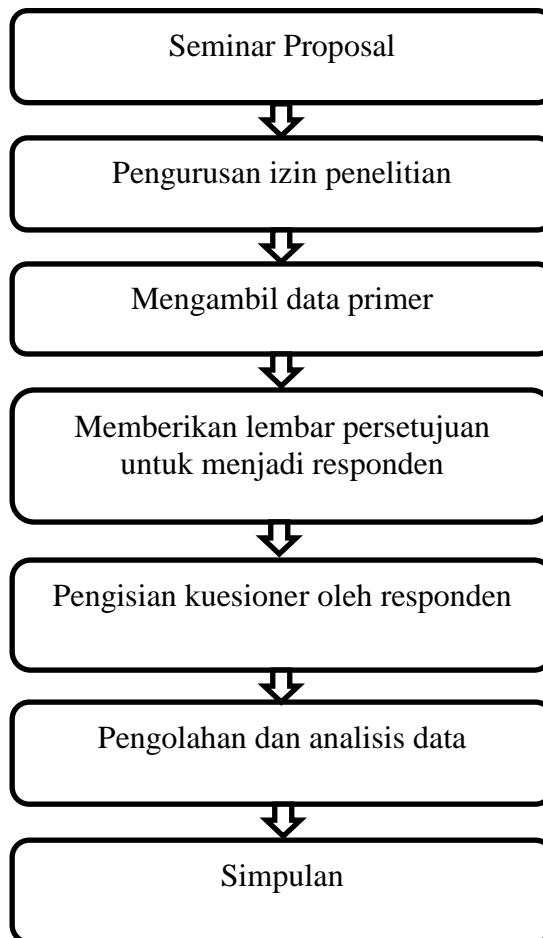 Seminar Proposal
Pengurusan izin penelitian
Mengambil data primer
Memberikan lembar persetujuan
untuk menjadi responden
Pengisian kuesioner oleh responden
Pengolahan dan analisis data
Simpulan